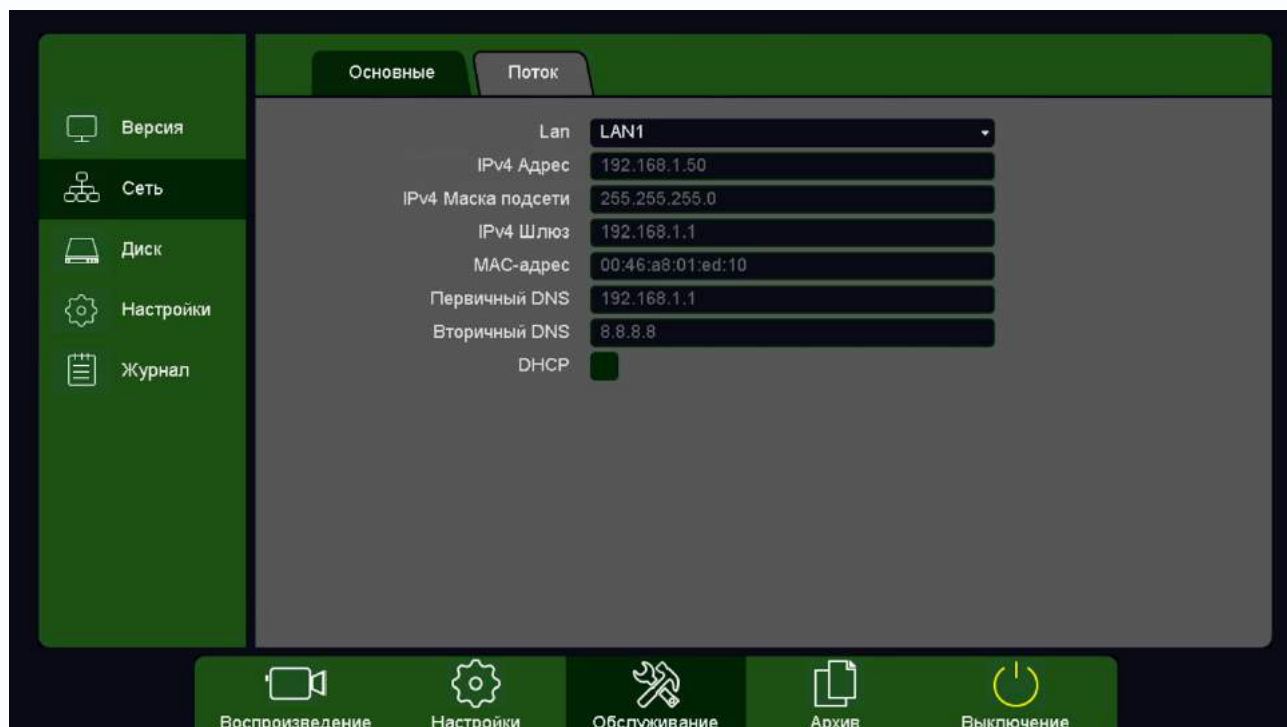 Основные Поток
Версия
Сеть
Диск
Настройки
Журнал
Lan LAN1
IPv4 Адрес 192.168.1.50
IPv4 Маска подсети 255.255.255.0
IPv4 Шлюз 192.168.1.1
MAC-адрес 00:46:a8:01:ed:10
Первичный DNS 192.168.1.1
Вторичный DNS 8.8.8.8
DHCP
Воспроизведение Настройки Обслуживание Архив Выключение